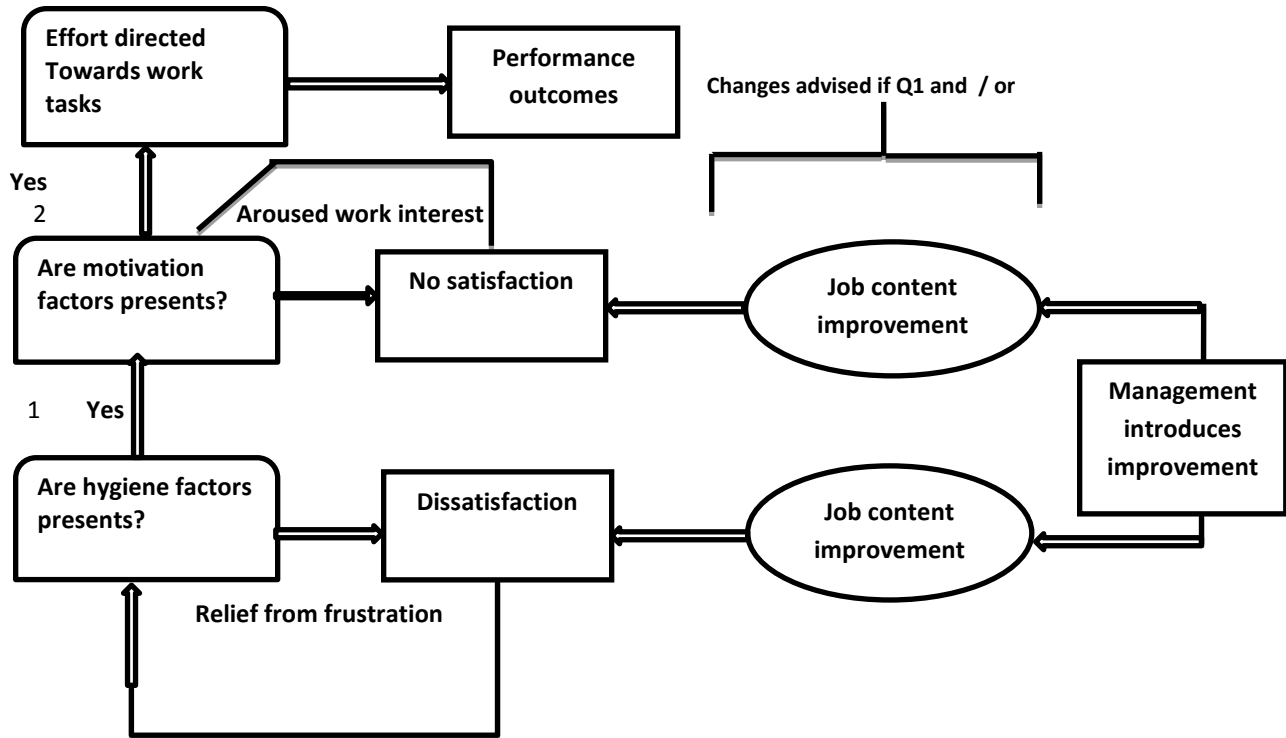 Effort directed
Towards work
tasks
Performance
outcomes
Changes advised if Q1 and / or
Yes
2
Aroused work interest
Are motivation
factors presents?
No satisfaction
Job content
improvement
1 Yes
Management
introduces
improvement
Are hygiene factors
presents?
Dissatisfaction
Job content
improvement
Relief from frustration